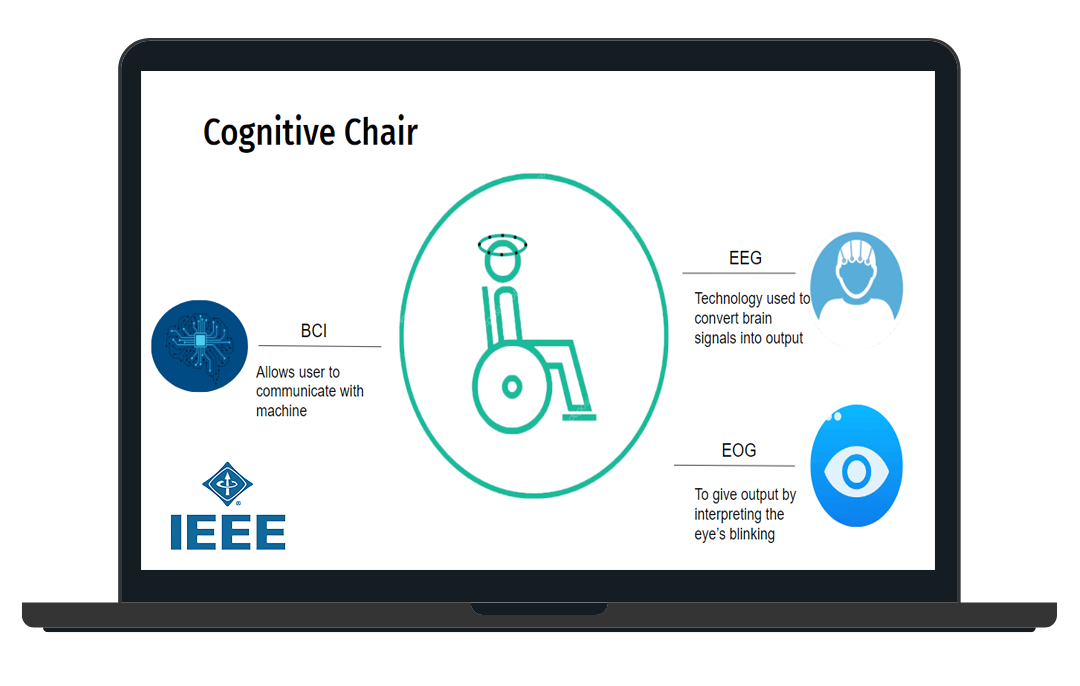 Cognitive Chair
BCI
Allows user to
communicate with
machine
EEG
Technology used to
convert brain
signals into output
EOG
To give output by
interpreting the
eye's blinking
®
IEEE